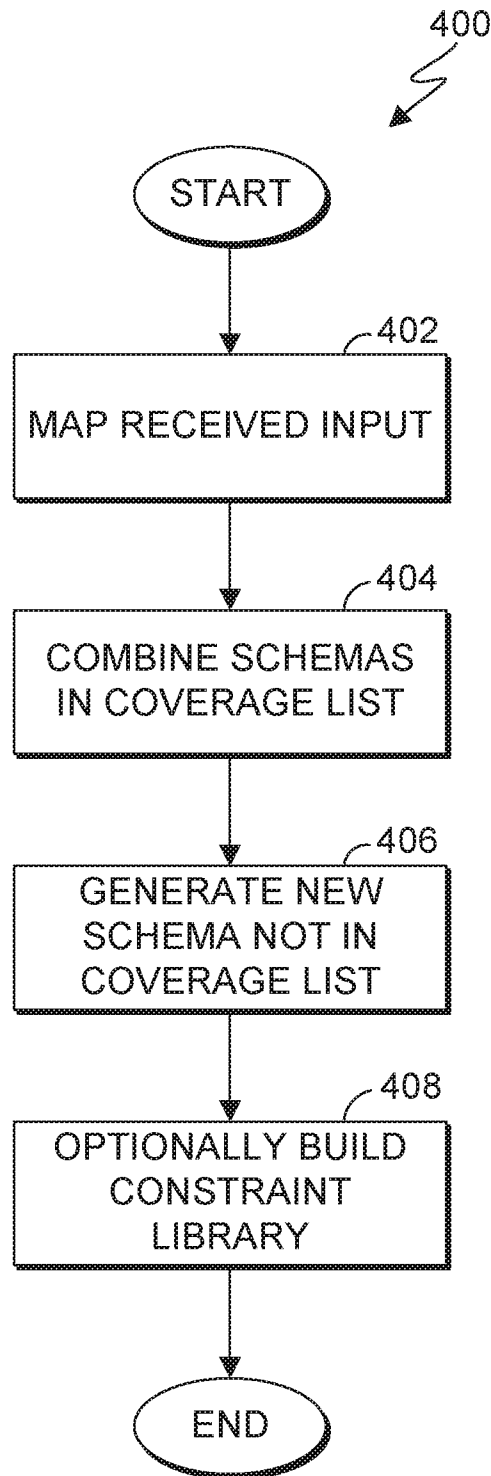 400
START
402
MAP RECEIVED INPUT
404
COMBINE SCHEMAS
IN COVERAGE LIST
406
GENERATE NEW
SCHEMA NOT IN
COVERAGE LIST
408
OPTIONALLY BUILD
CONSTRAINT
LIBRARY
END